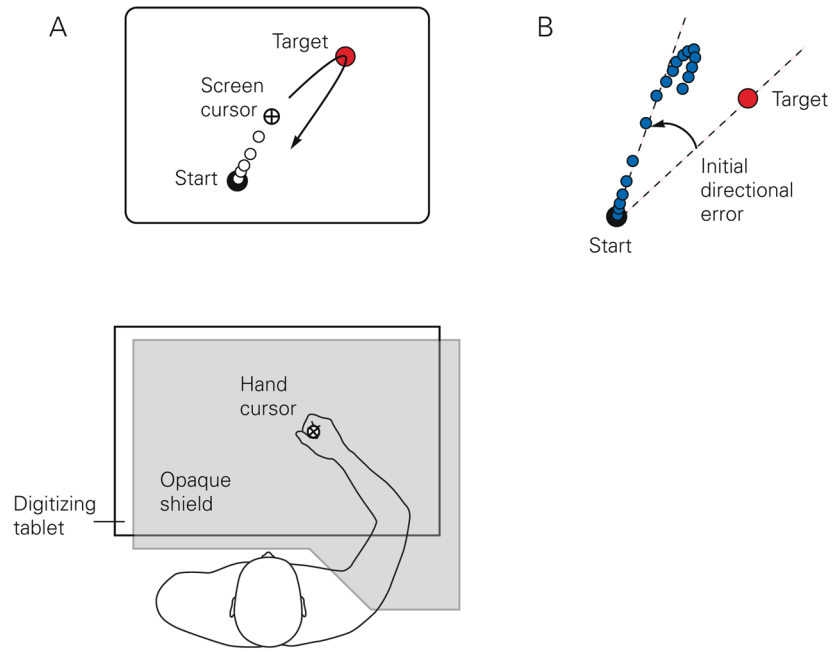 A
Target
Screen
cursor
Start
B
Target
Initial
directional
error
Start
Hand
cursor
Opaque
shield
Digitizing
tablet